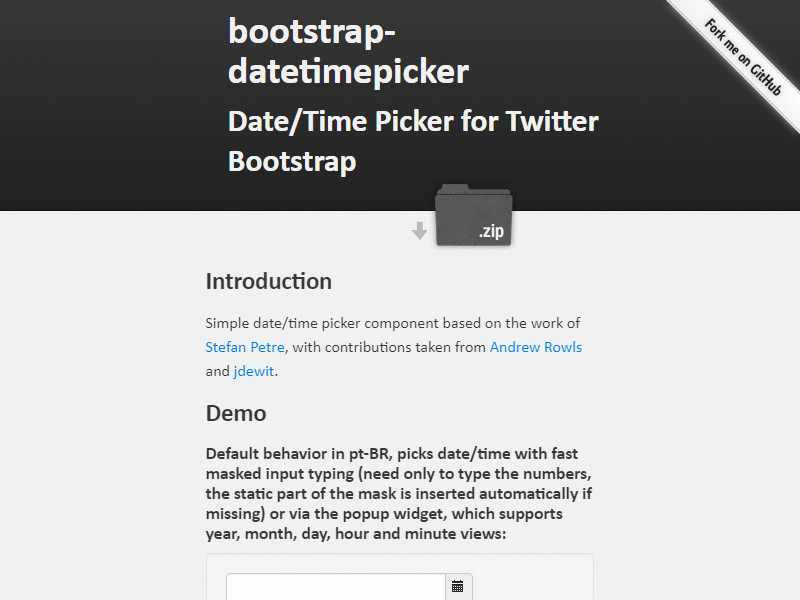 bootstrap-
datetimepicker
Date/Time Picker for Twitter
Bootstrap
Fork me on GitHub
.zip
Introduction
Simple date/time picker component based on the work of
Stefan Petre, with contributions taken from Andrew Rowls
and jdewit.
Demo
Default behavior in pt-BR, picks date/time with fast
masked input typing (need only to type the numbers,
the static part of the mask is inserted automatically if
missing) or via the popup widget, which supports
year, month, day, hour and minute views: